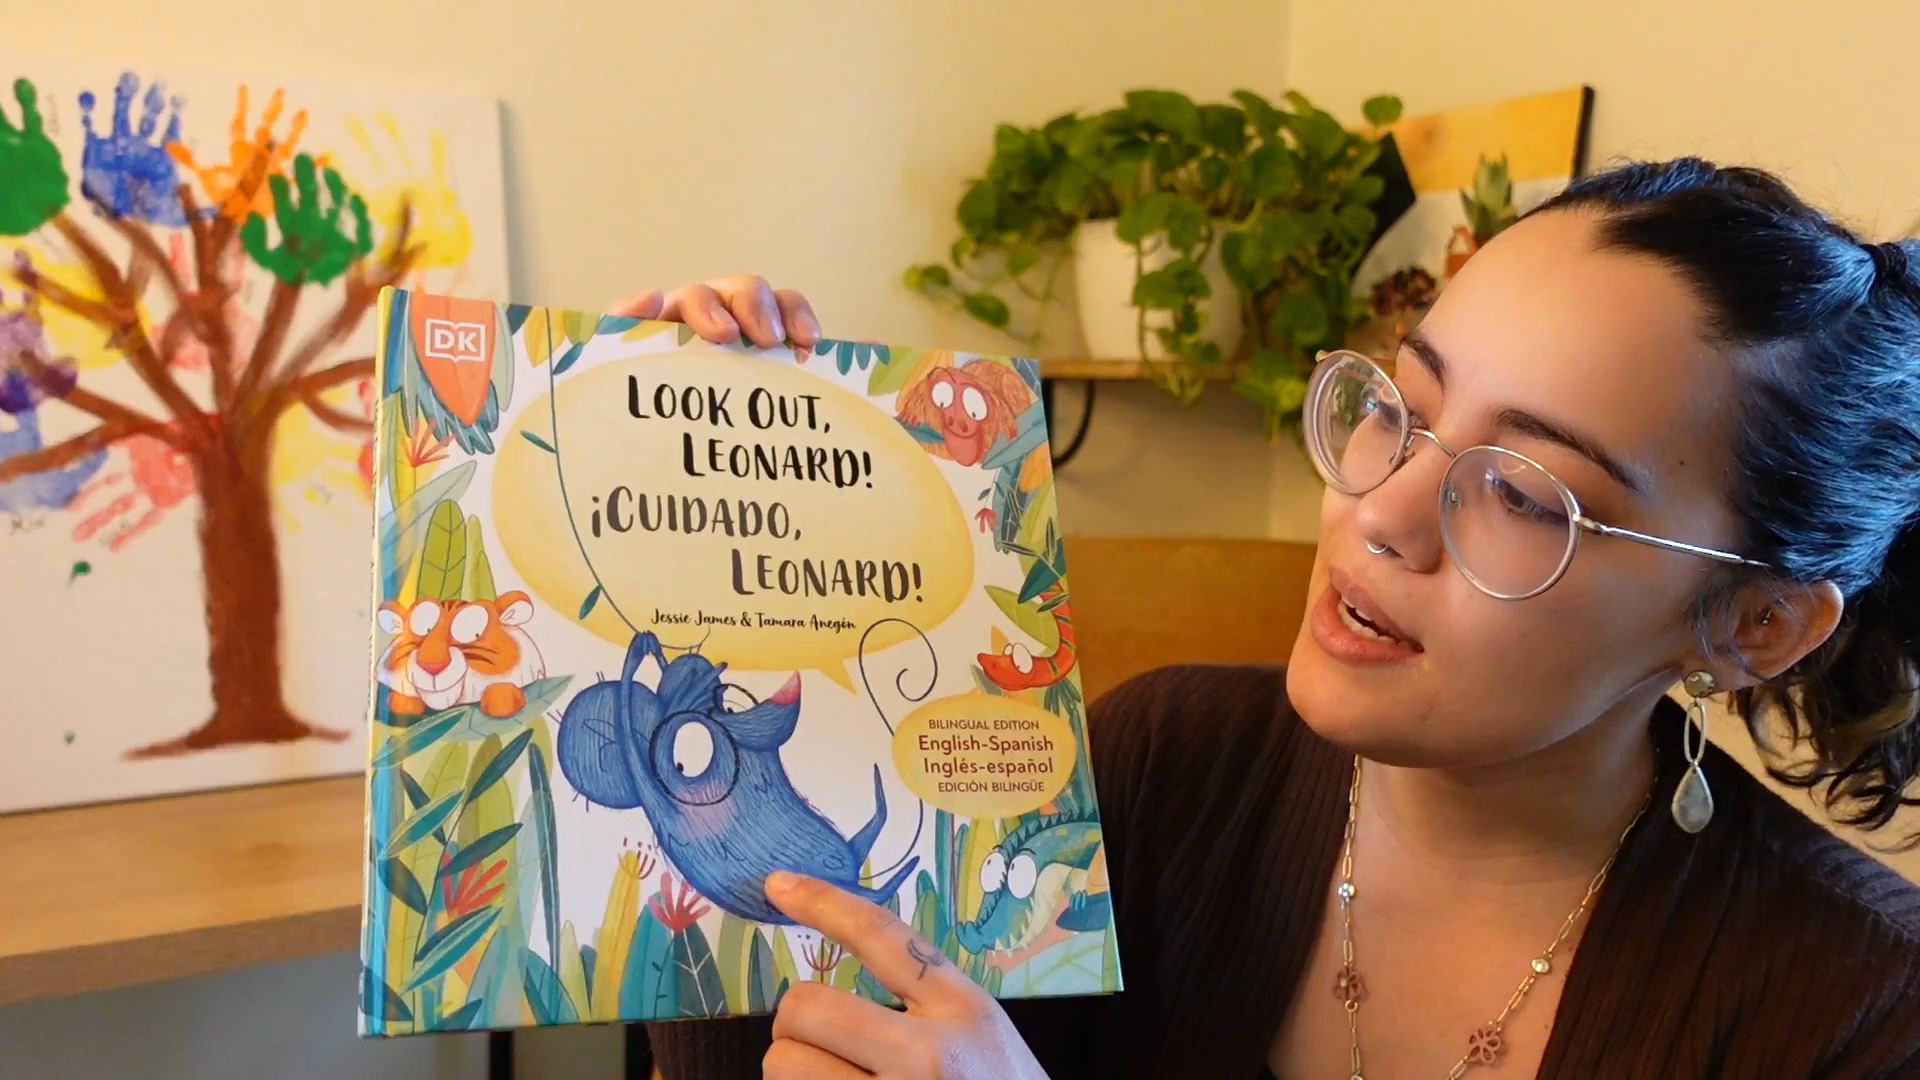 DK
LOOK OUT,
LEONARD!
¡CUIDADO,
LEONARD!
Jessie James & Tamara Anegón
BILINGUAL EDITION
English-Spanish
Inglés-español
EDICIÓN BILINGÜE